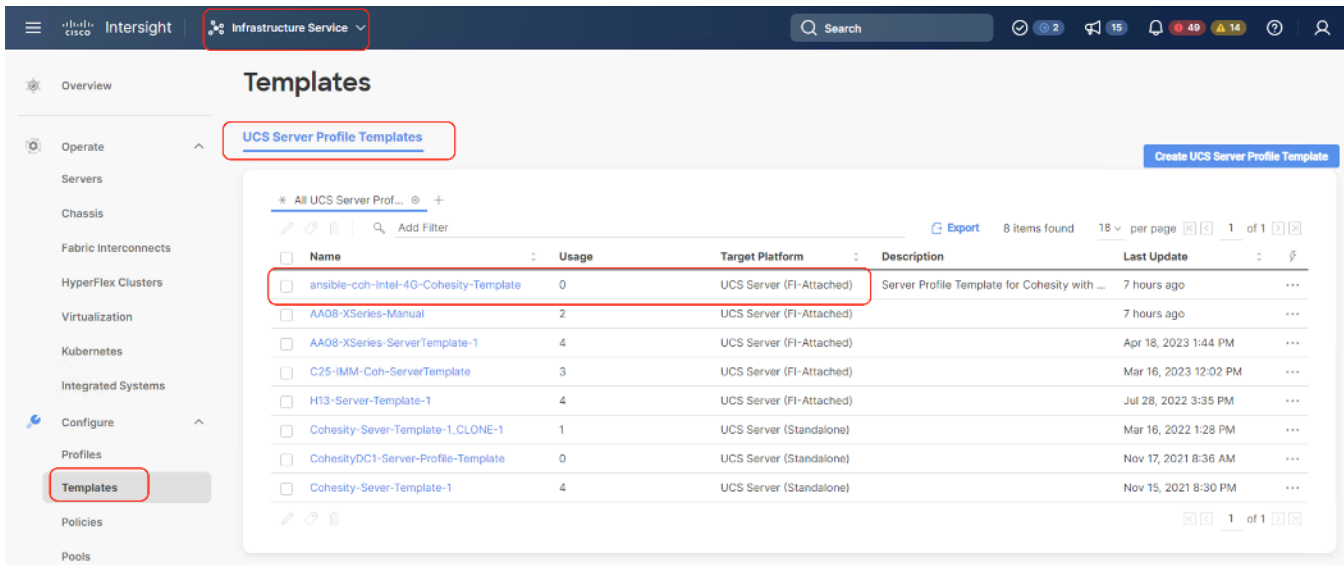 cisco Intersight Infrastructure Service Search 2 15 49 14
Overview
Operate
Servers
Chassis
Fabric Interconnects
HyperFlex Clusters
Virtualization
Kubernetes
Integrated Systems
Configure
Profiles
Templates
Policies
Pools
Templates
UCS Server Profile Templates
Create UCS Server Profile Template
All UCS Server Prof...
Add Filter Export 8 items found 18 per page 1 of 1
Name Usage Target Platform Description Last Update
ansible-coh-Intel-4G-Cohesity-Template 0 UCS Server (FI-Attached) Server Profile Template for Cohesity with ... 7 hours ago
AA08-XSeries-Manual 2 UCS Server (FI-Attached) 7 hours ago
AA08-XSeries-ServerTemplate-1 4 UCS Server (FI-Attached) Apr 18, 2023 1:44 PM
C25-IMM-Coh-ServerTemplate 3 UCS Server (FI-Attached) Mar 16, 2023 12:02 PM
H13-Server-Template-1 4 UCS Server (FI-Attached) Jul 28, 2022 3:35 PM
Cohesity-Sever-Template-1_CLONE-1 1 UCS Server (Standalone) Mar 16, 2022 1:28 PM
CohesityDC1-Server-Profile-Template 0 UCS Server (Standalone) Nov 17, 2021 8:36 AM
Cohesity-Sever-Template-1 4 UCS Server (Standalone) Nov 15, 2021 8:30 PM
1 of 1